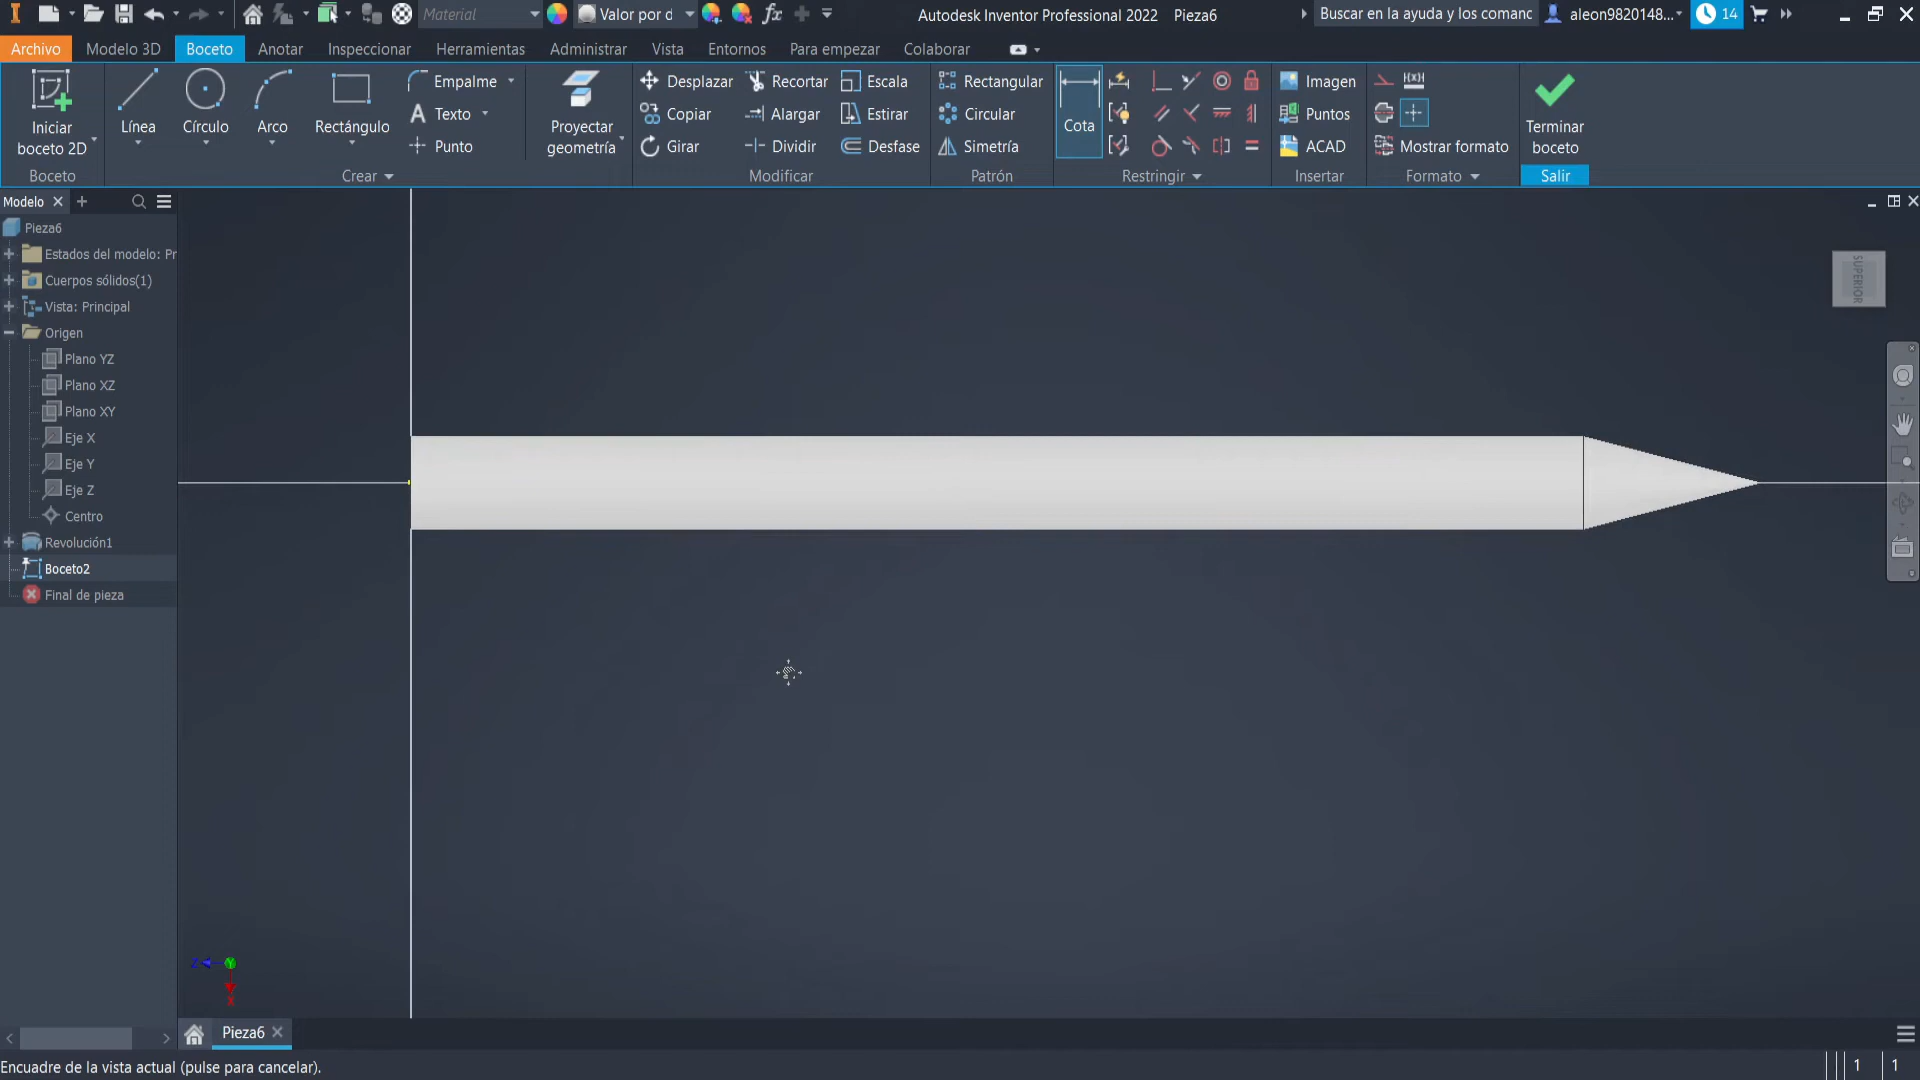 Material
Valor por d
fx
Autodesk Inventor Professional 2022 Pieza6
Buscar en la ayuda y los comanc
aleon9820148...
14
Archivo Modelo 3D Boceto Anotar Inspeccionar Herramientas Administrar Vista Entornos Para empezar Colaborar
Iniciar
boceto 2D
Línea
Círculo
Arco
Rectángulo
Empalme
Texto
Punto
Proyectar
geometría
Desplazar
Copiar
Girar
Recortar
Alargar
Dividir
Escala
Estirar
Desfase
Rectangular
Circular
Simetría
Cota
Imagen
Puntos
ACAD
Mostrar formato
Terminar
boceto
Boceto Crear Modificar Patrón Restringir Insertar Formato Salir
Modelo
Pieza6
Estados del modelo: Pr
Cuerpos sólidos(1)
Vista: Principal
Origen
Plano YZ
Plano XZ
Plano XY
Eje X
Eje Y
Eje Z
Centro
Revolución1
Boceto2
Final de pieza
SUPERIOR
Z
Y
X
Pieza6
Encuadre de la vista actual (pulse para cancelar).
1 1